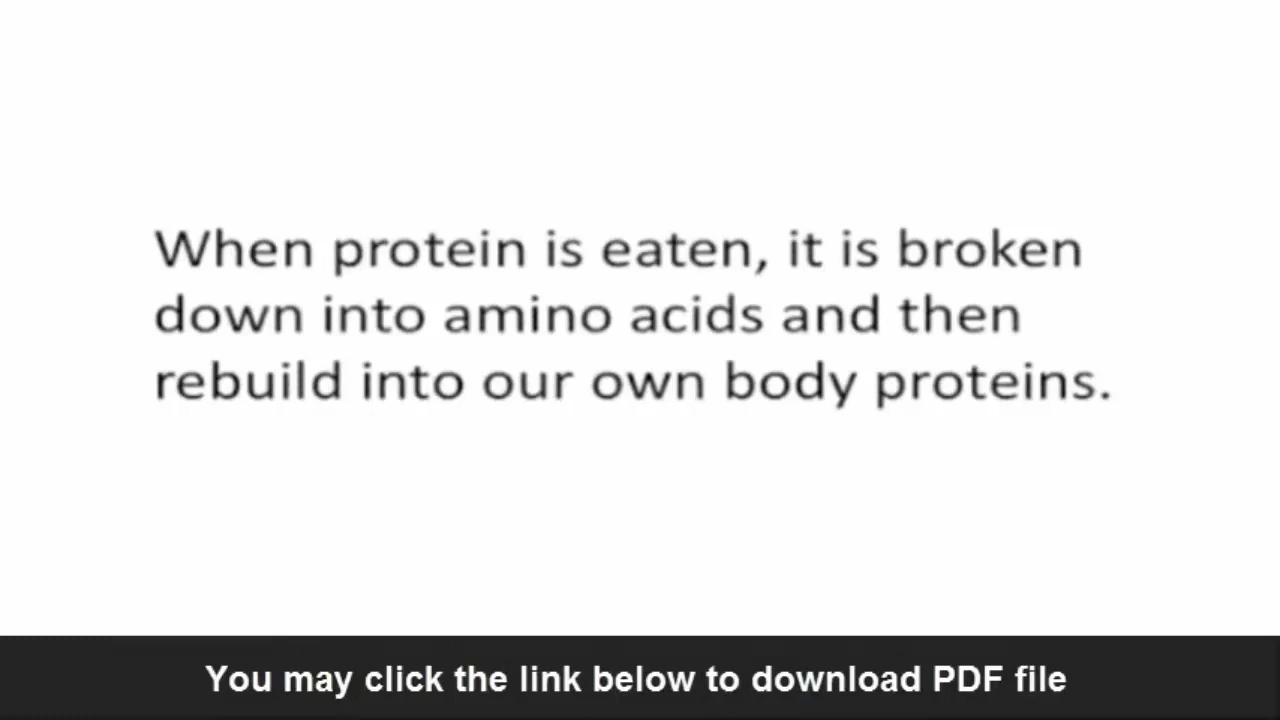 When protein is eaten, it is broken
down into amino acids and then
rebuild into our own body proteins.
You may click the link below to download PDF file